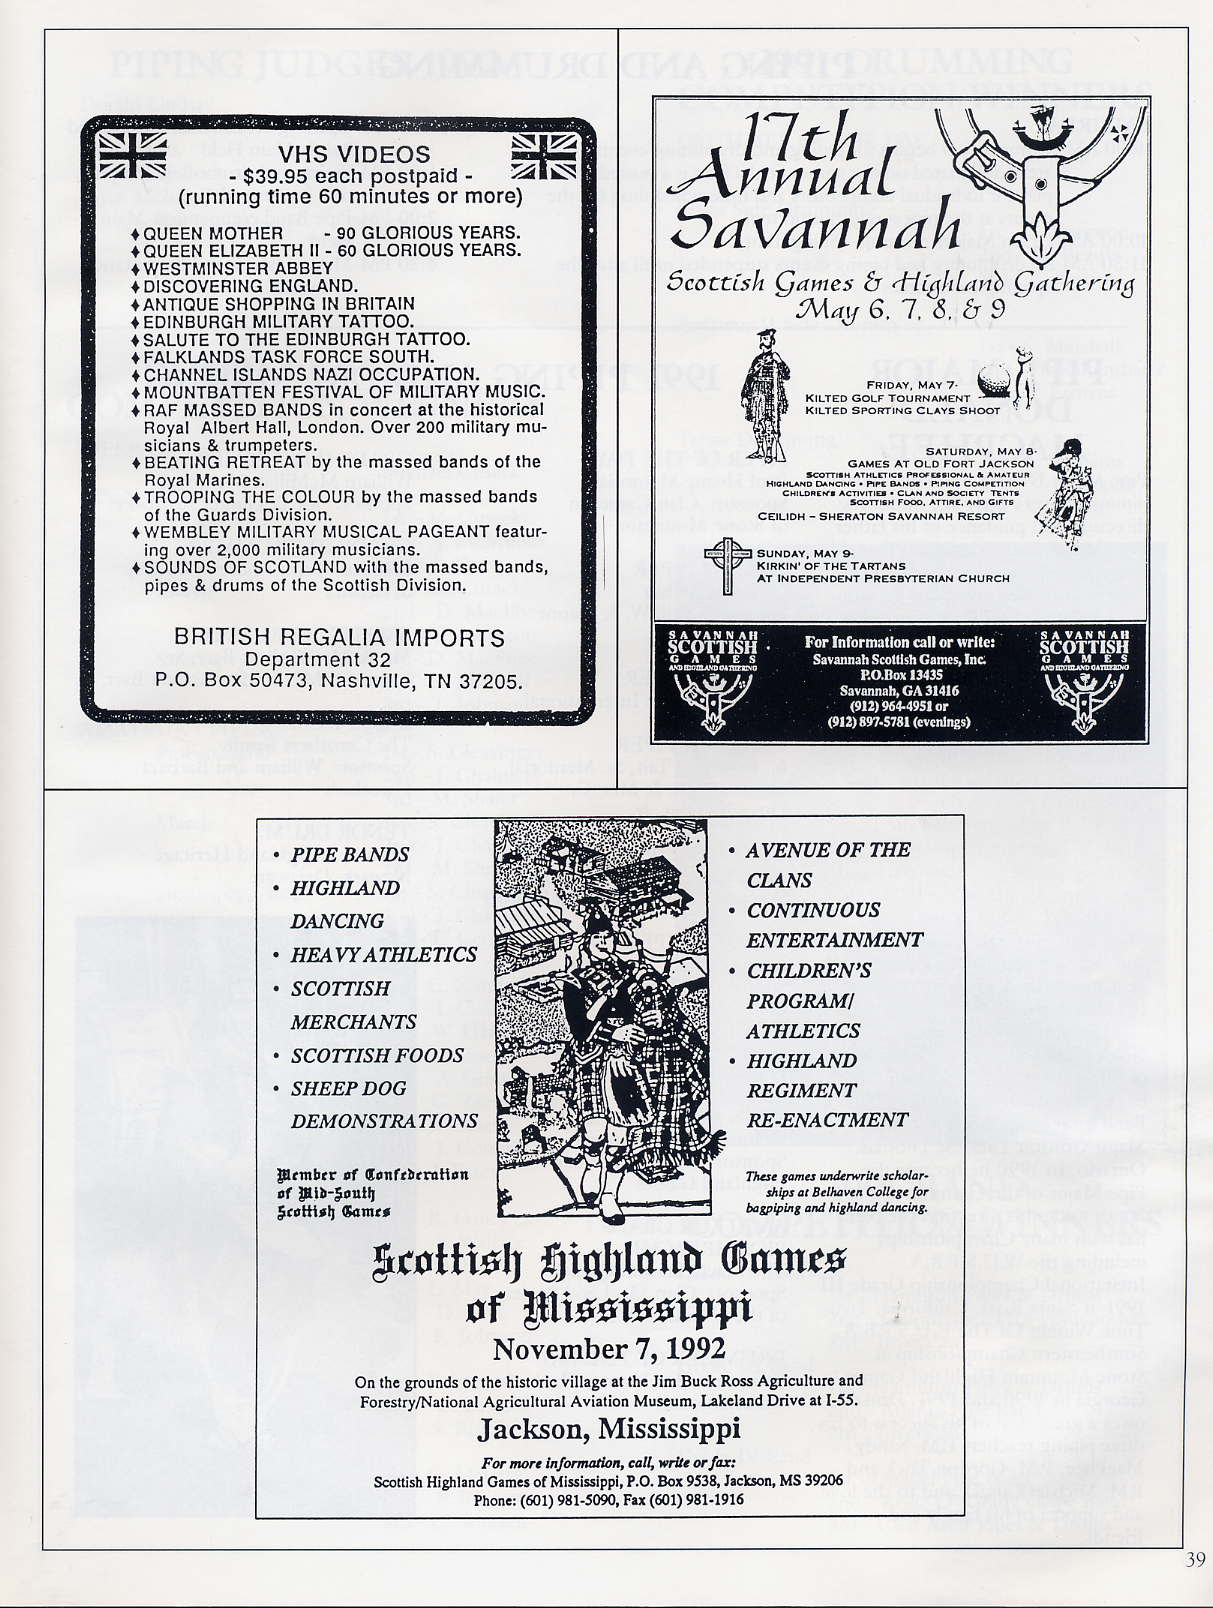 VHS VIDEOS
- $39.95 each postpaid -
(running time 60 minutes or more)
♦QUEEN MOTHER - 90 GLORIOUS YEARS.
♦QUEEN ELIZABETH II - 60 GLORIOUS YEARS.
♦WESTMINSTER ABBEY
♦DISCOVERING ENGLAND.
♦ANTIQUE SHOPPING IN BRITAIN
♦EDINBURGH MILITARY TATTOO.
♦SALUTE TO THE EDINBURGH TATTOO.
♦FALKLANDS TASK FORCE SOUTH.
♦CHANNEL ISLANDS NAZI OCCUPATION.
♦MOUNTBATTEN FESTIVAL OF MILITARY MUSIC.
♦RAF MASSED BANDS in concert at the historical
Royal Albert Hall, London. Over 200 military mu-
sicians & trumpeters.
♦BEATING RETREAT by the massed bands of the
Royal Marines.
♦TROOPING THE COLOUR by the massed bands
of the Guards Division.
♦WEMBLEY MILITARY MUSICAL PAGEANT featur-
ing over 2,000 military musicians.
♦SOUNDS OF SCOTLAND with the massed bands,
pipes & drums of the Scottish Division.
BRITISH REGALIA IMPORTS
Department 32
P.O. Box 50473, Nashville, TN 37205.
17th
Annual
Savannah
Scottish Games & Highland Gathering
May 6, 7, 8, & 9
FRIDAY, MAY 7-
KILTED GOLF TOURNAMENT
KILTED SPORTING CLAYS SHOOT
SATURDAY, MAY 8-
GAMES AT OLD FORT JACKSON
SCOTTISH ATHLETICS PROFESSIONAL & AMATEUR
HIGHLAND DANCING • PIPE BANDS • PIPING COMPETITION
CHILDREN'S ACTIVITIES • CLAN AND SOCIETY TENTS
SCOTTISH FOOD, ATTIRE, AND GIFTS
CEILIDH - SHERATON SAVANNAH RESORT
SUNDAY, MAY 9-
KIRKIN' OF THE TARTANS
AT INDEPENDENT PRESBYTERIAN CHURCH
SAVANNAH
SCOTTISH
GAMES
AND HIGHLAND GATHERING
For Information call or write:
Savannah Scottish Games, Inc.
P.O.Box 13435
Savannah, GA 31416
(912) 964-4951 or
(912) 897-5781 (evenings)
SAVANNAH
SCOTTISH
GAMES
AND HIGHLAND GATHERING
• PIPE BANDS
• HIGHLAND
DANCING
• HEAVY ATHLETICS
• SCOTTISH
MERCHANTS
• SCOTTISH FOODS
• SHEEP DOG
DEMONSTRATIONS
Member of Confederation
of Mid-South
Scottish Games
• AVENUE OF THE
CLANS
• CONTINUOUS
ENTERTAINMENT
• CHILDREN'S
PROGRAM/
ATHLETICS
• HIGHLAND
REGIMENT
RE-ENACTMENT
These games underwrite scholar-
ships at Belhaven College for
bagpiping and highland dancing.
Scottish Highland Games
of Mississippi
November 7, 1992
On the grounds of the historic village at the Jim Buck Ross Agriculture and
Forestry/National Agricultural Aviation Museum, Lakeland Drive at I-55.
Jackson, Mississippi
For more information, call, write or fax:
Scottish Highland Games of Mississippi, P.O. Box 9538, Jackson, MS 39206
Phone: (601) 981-5090, Fax (601) 981-1916
39